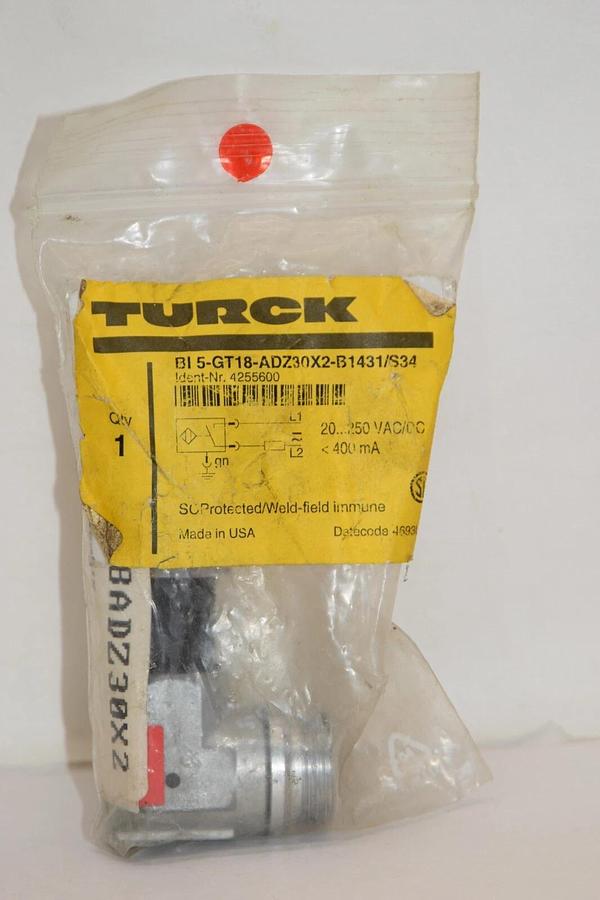 TURCK
BI 5-GT18-ADZ30X2-B1431/S34
Ident-Nr. 4255600
Qty
1
L1
L2
gn
20...250 VAC/DC
< 400 mA
SCProtected/Weld-field immune
Made in USA
Datecode
8ADZ30X2